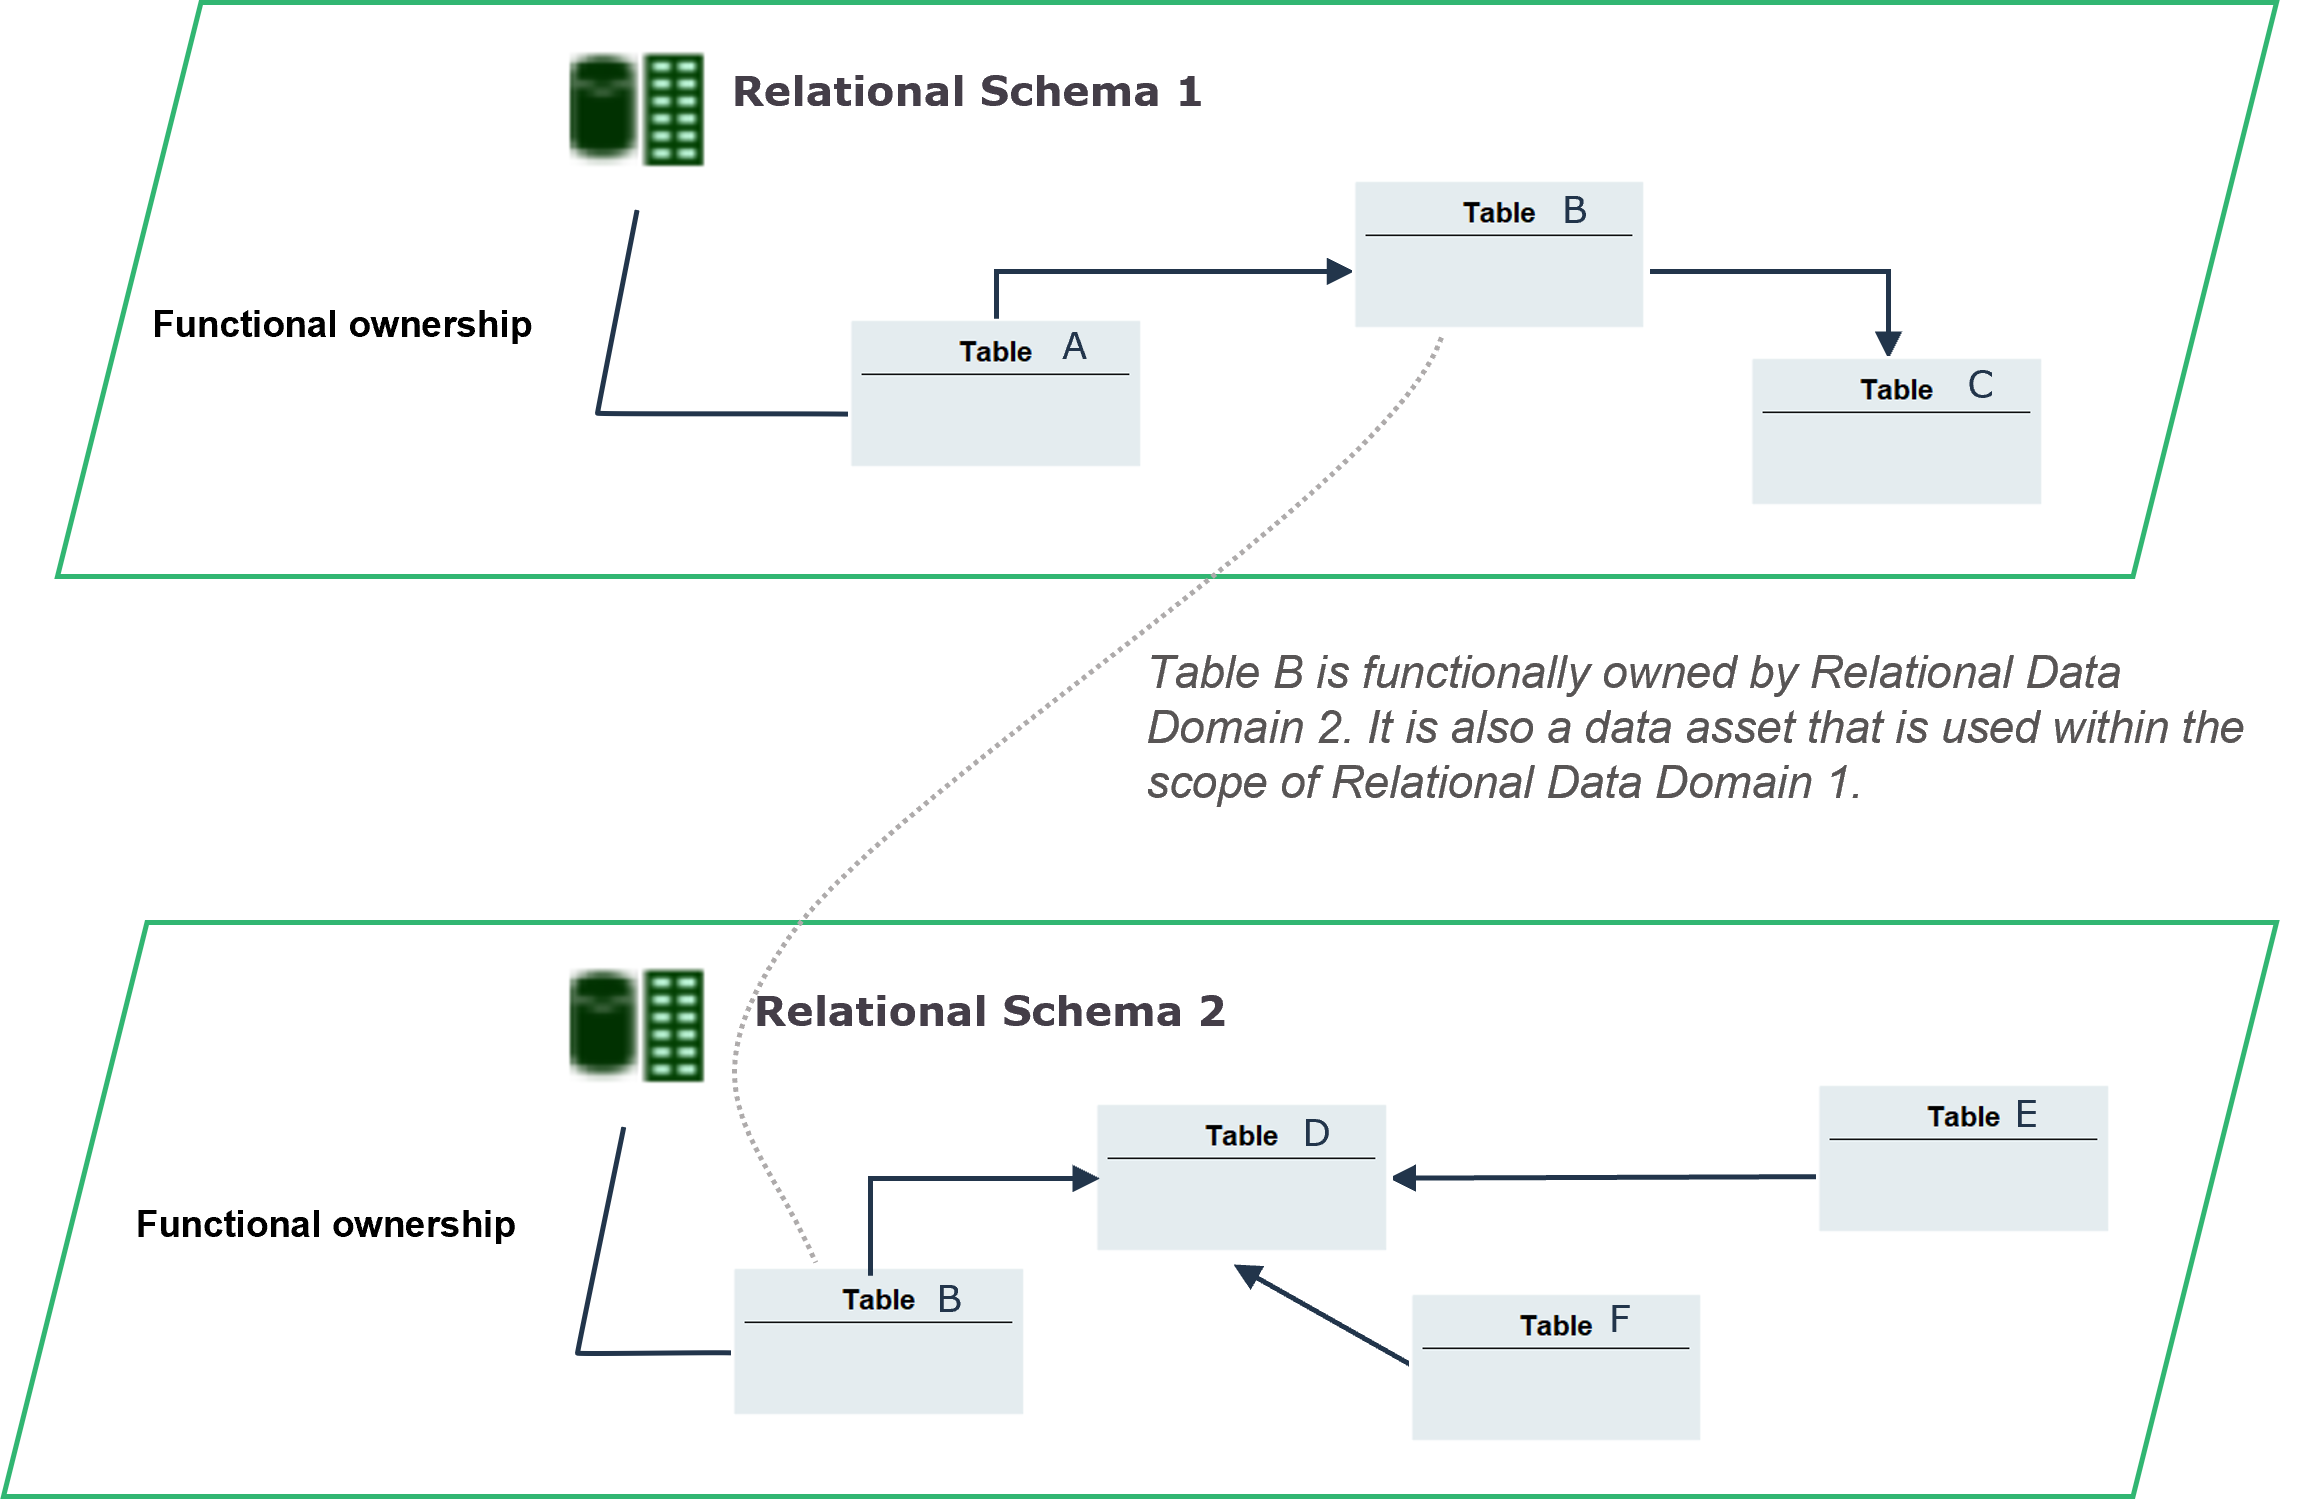 Relational Schema 1
Table B
Functional ownership
Table A
Table C
Table B is functionally owned by Relational Data
Domain 2. It is also a data asset that is used within the
scope of Relational Data Domain 1.
Relational Schema 2
Table E
Table D
Functional ownership
Table B
Table F